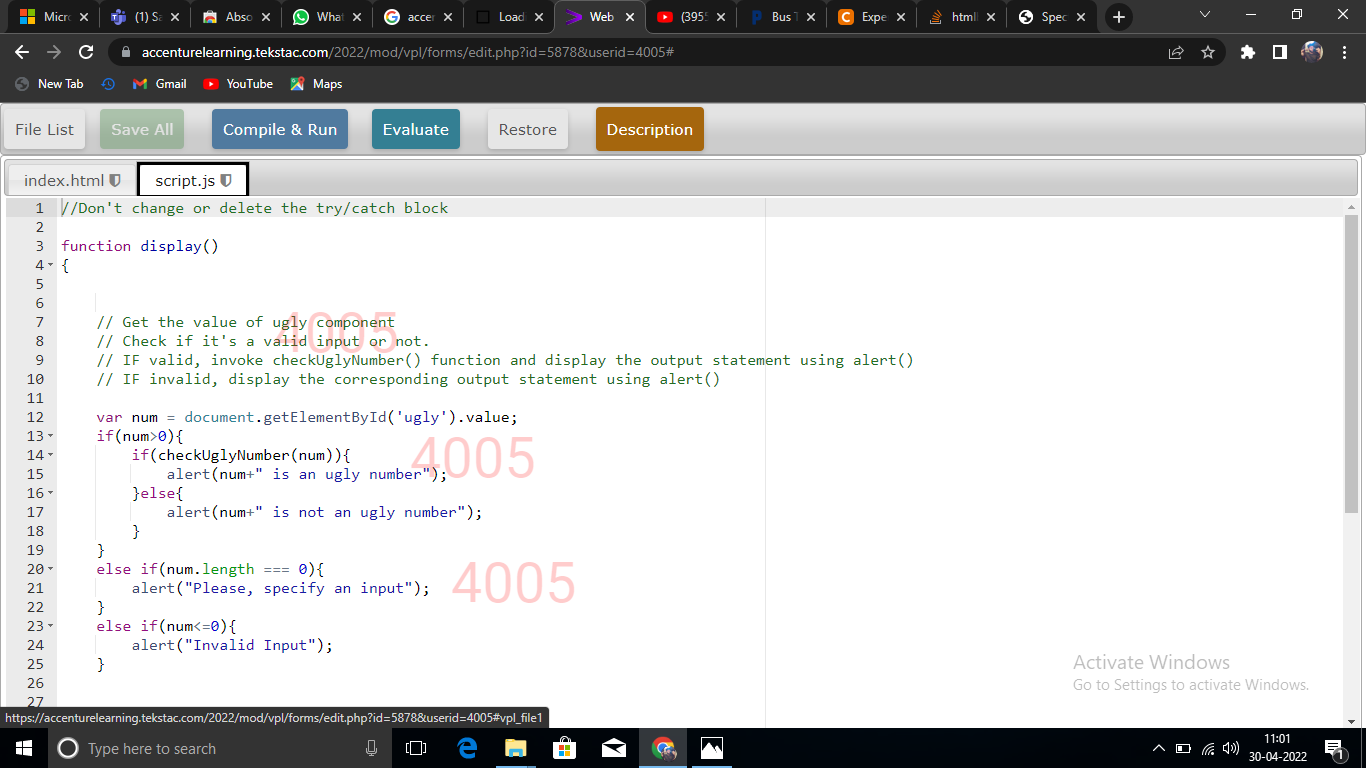 Micr
(1) Sa
Abso
What
accer
Load
Web
(3955
Bus T
Expe
html
Spec
accenturelearning.tekstac.com/2022/mod/vpl/forms/edit.php?id=5878&userid=4005#
New Tab
Gmail
YouTube
Maps
File List
Save All
Compile & Run
Evaluate
Restore
Description
index.html
script.js
1 //Don't change or delete the try/catch block
2
3 function display()
4 {
5
6
7 // Get the value of ugly component
8 // Check if it's a valid input or not.
9 // IF valid, invoke checkUglyNumber() function and display the output statement using alert()
10 // IF invalid, display the corresponding output statement using alert()
11
12 var num = document.getElementById('ugly').value;
13 if(num>0){
14 if(checkUglyNumber(num)){
15 alert(num+" is an ugly number");
16 }else{
17 alert(num+" is not an ugly number");
18 }
19 }
20 else if(num.length === 0){
21 alert("Please, specify an input");
22 }
23 else if(num<=0){
24 alert("Invalid Input");
25 }
26
27
4005
4005
4005
Activate Windows
Go to Settings to activate Windows.
https://accenturelearning.tekstac.com/2022/mod/vpl/forms/edit.php?id=5878&userid=4005#vpl_file1
Type here to search
11:01
30-04-2022
1